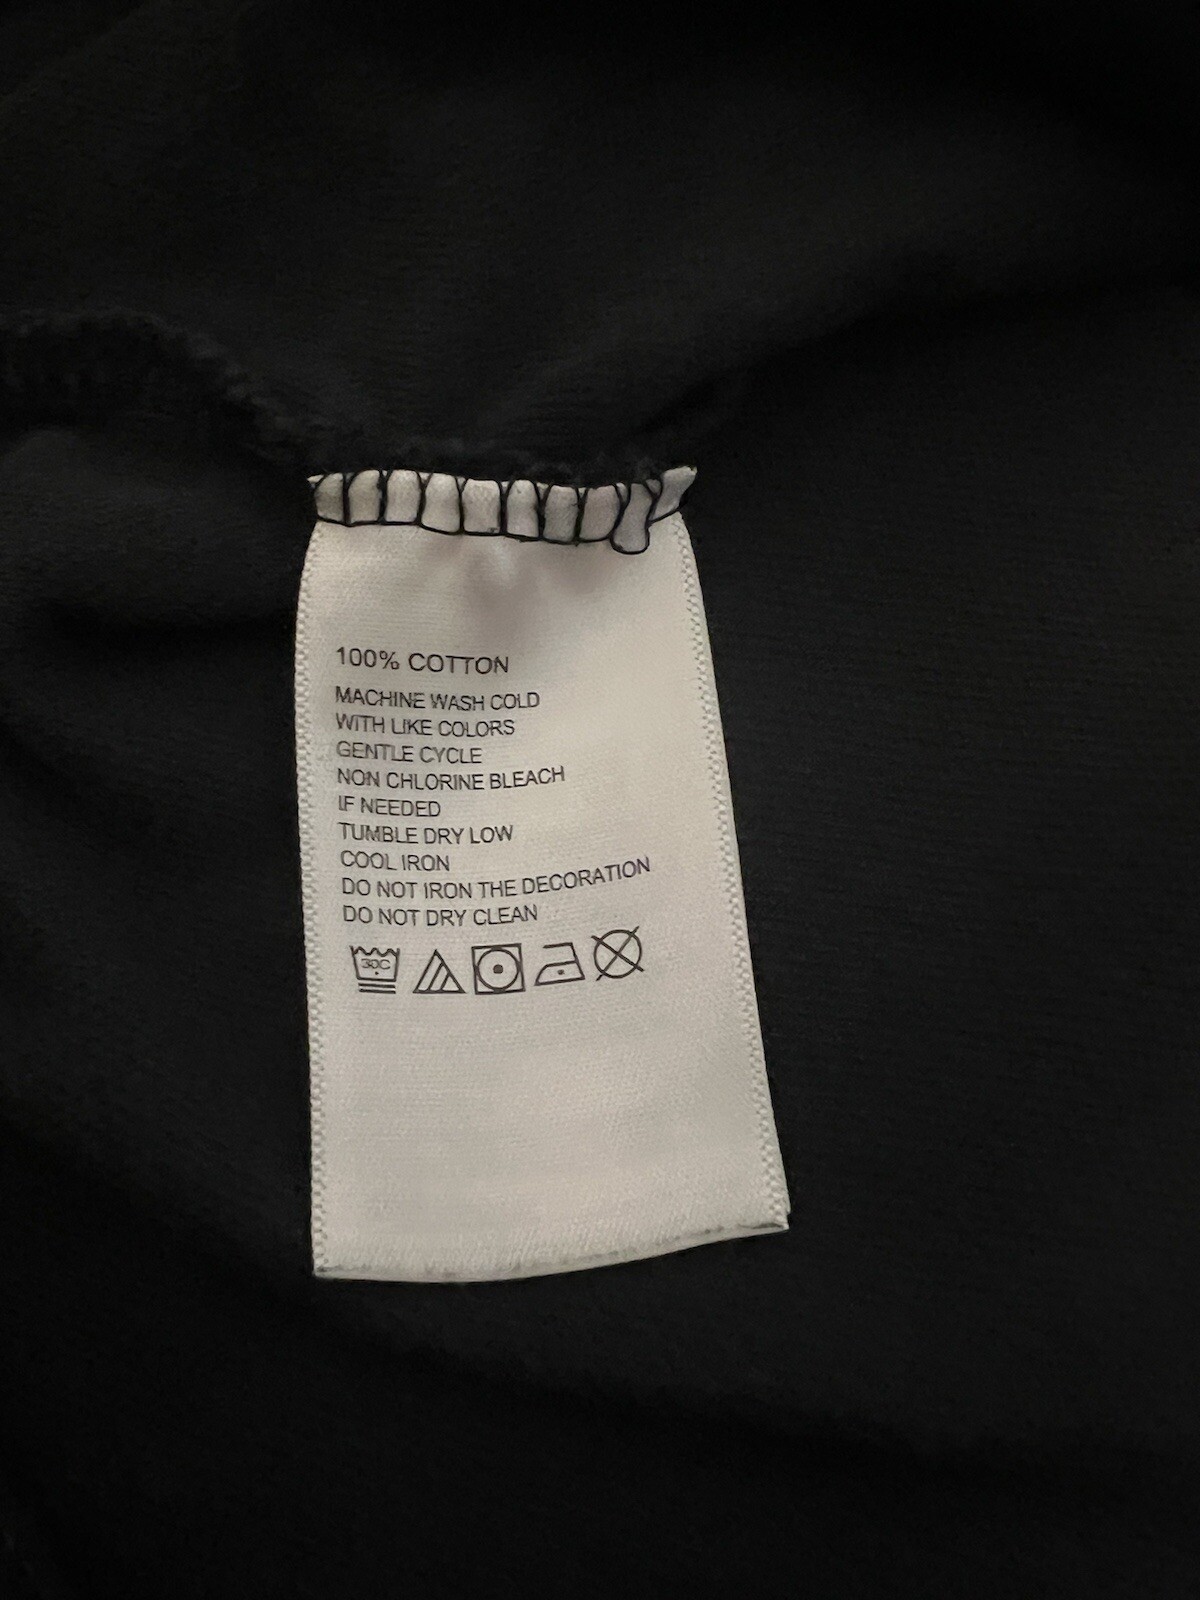 100% COTTON
MACHINE WASH COLD
WITH LIKE COLORS
GENTLE CYCLE
NON CHLORINE BLEACH
IF NEEDED
TUMBLE DRY LOW
COOL IRON
DO NOT IRON THE DECORATION
DO NOT DRY CLEAN
30C